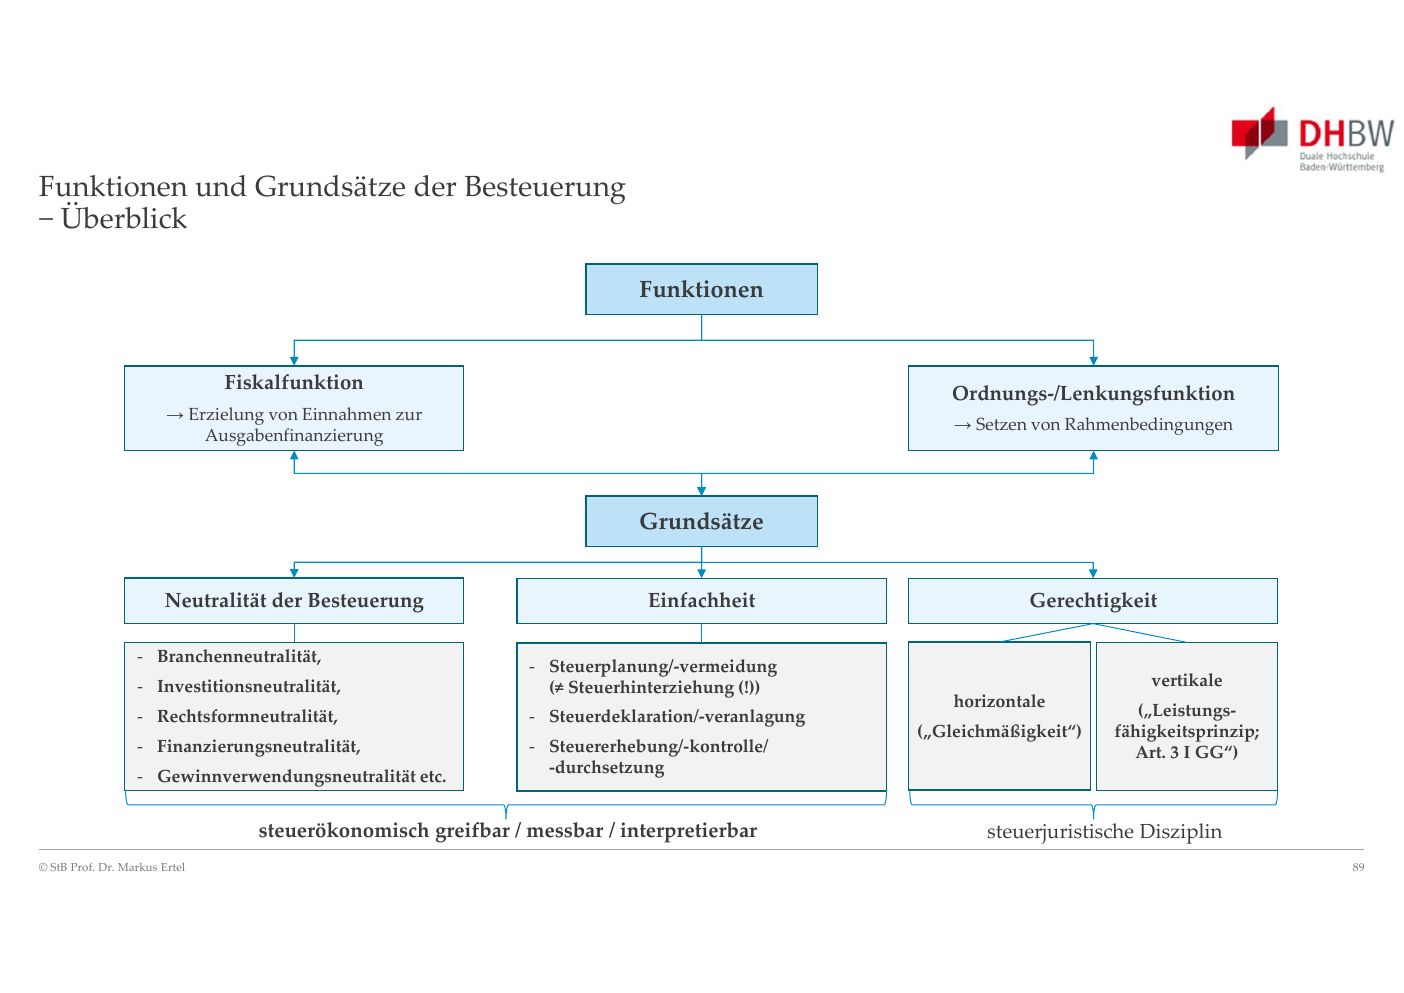 DHBW
Duale Hochschule
Baden-Württemberg
Funktionen und Grundsätze der Besteuerung
– Überblick
Funktionen
Fiskalfunktion
→ Erzielung von Einnahmen zur
Ausgabenfinanzierung
Ordnungs-/Lenkungsfunktion
→ Setzen von Rahmenbedingungen
Grundsätze
Neutralität der Besteuerung
- Branchenneutralität,
- Investitionsneutralität,
- Rechtsformneutralität,
- Finanzierungsneutralität,
- Gewinnverwendungsneutralität etc.
Einfachheit
- Steuerplanung/-vermeidung
(≠ Steuerhinterziehung (!))
- Steuerdeklaration/-veranlagung
- Steuererhebung/-kontrolle/
-durchsetzung
Gerechtigkeit
horizontale
(„Gleichmäßigkeit“)
vertikale
(„Leistungs-
fähigkeitsprinzip;
Art. 3 I GG“)
steuerökonomisch greifbar / messbar / interpretierbar
steuerjuristische Disziplin
© StB Prof. Dr. Markus Ertel
89